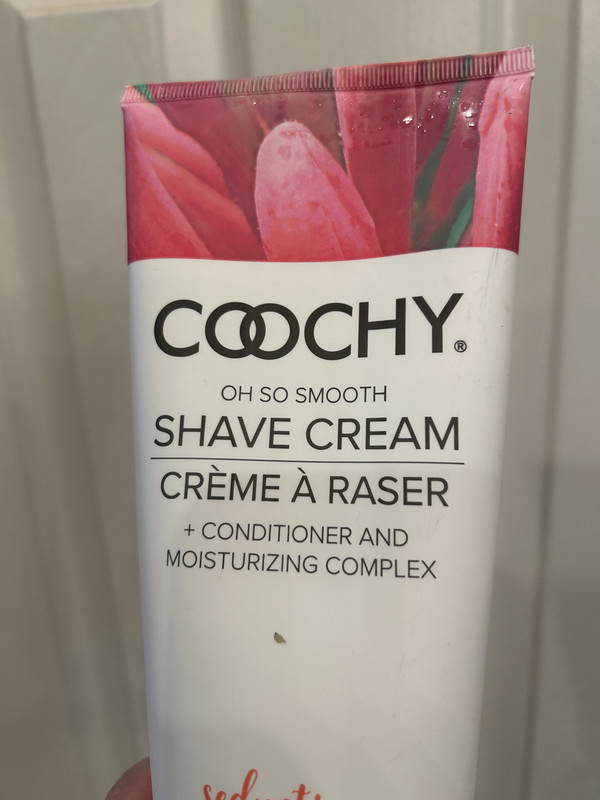 COOCHY®
OH SO SMOOTH
SHAVE CREAM
CRÈME À RASER
+ CONDITIONER AND
MOISTURIZING COMPLEX